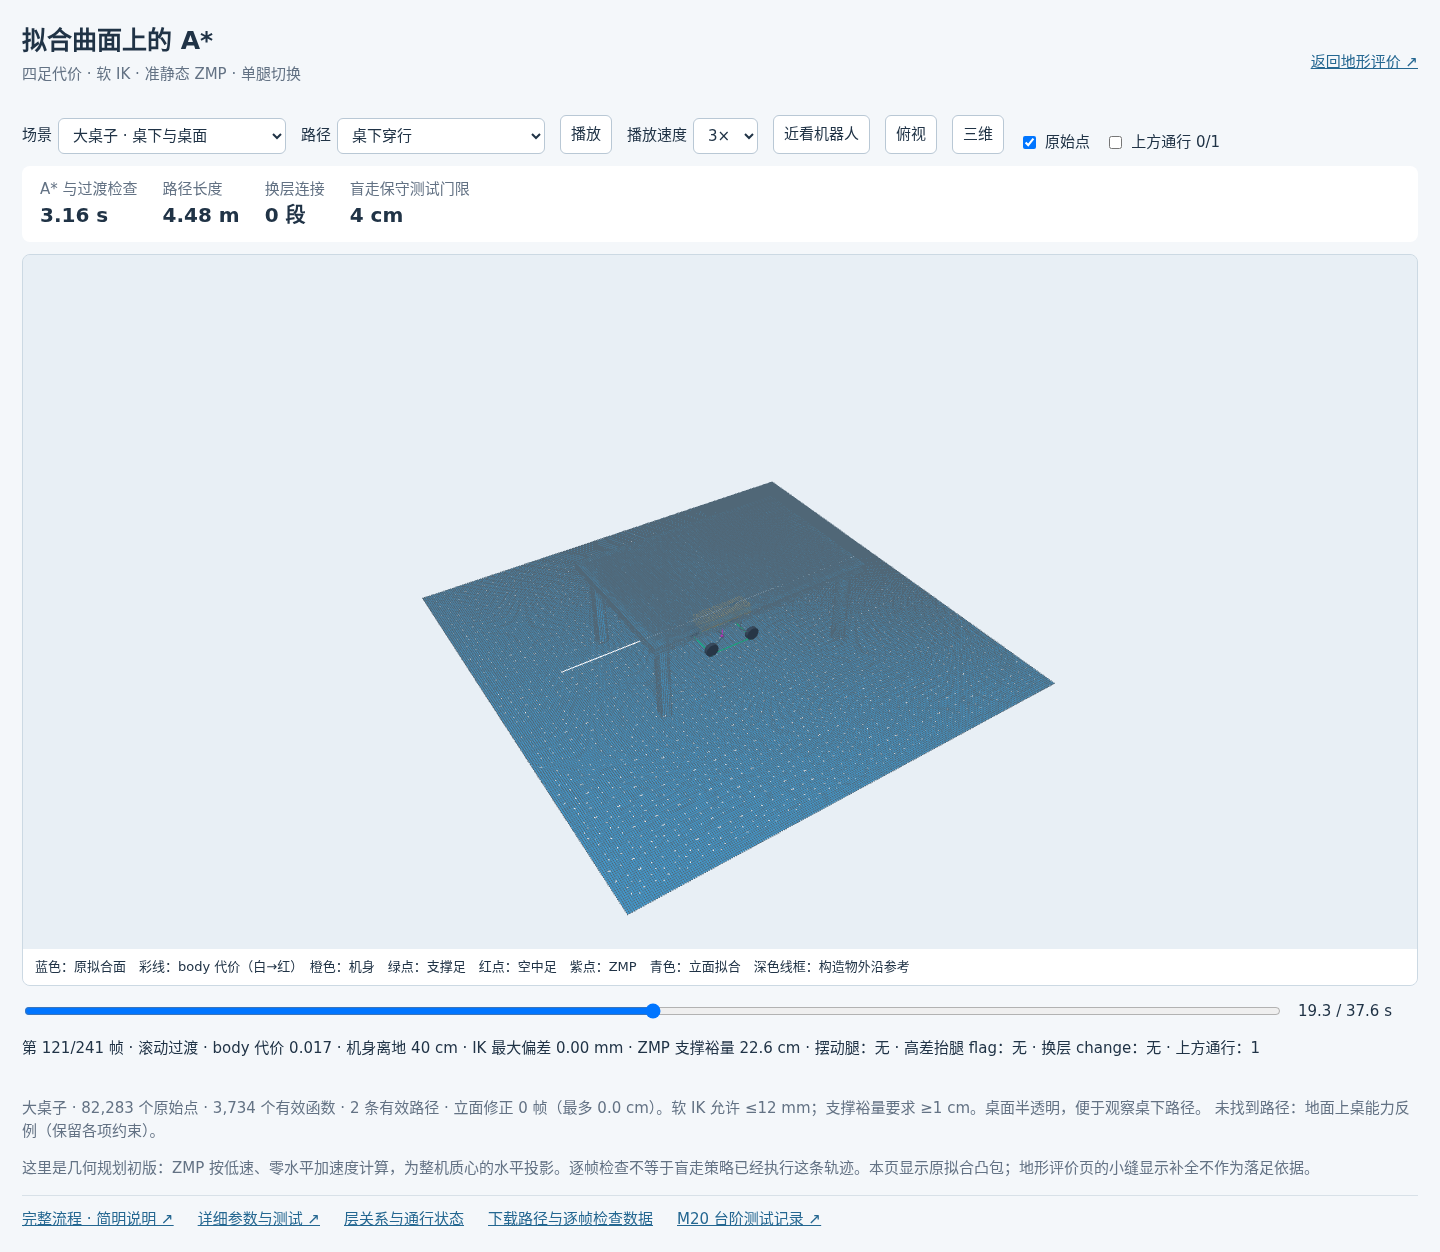 拟合曲面上的 A*
四足代价 · 软 IK · 准静态 ZMP · 单腿切换
返回地形评价 ↗
场景 大桌子 · 桌下与桌面 路径 桌下穿行 播放 播放速度 3× 近看机器人 俯视 三维 原始点 上方通行 0/1
A* 与过渡检查 路径长度 换层连接 盲走保守测试门限
3.16 s 4.48 m 0 段 4 cm
蓝色：原拟合面 彩线：body 代价（白→红） 橙色：机身 绿点：支撑足 红点：空中足 紫点：ZMP 青色：立面拟合 深色线框：构造物外沿参考
19.3 / 37.6 s
第 121/241 帧 · 滚动过渡 · body 代价 0.017 · 机身离地 40 cm · IK 最大偏差 0.00 mm · ZMP 支撑裕量 22.6 cm · 摆动腿：无 · 高差抬腿 flag：无 · 换层 change：无 · 上方通行：1
大桌子 · 82,283 个原始点 · 3,734 个有效函数 · 2 条有效路径 · 立面修正 0 帧（最多 0.0 cm）。软 IK 允许 ≤12 mm；支撑裕量要求 ≥1 cm。桌面半透明，便于观察桌下路径。 未找到路径：地面上桌能力反
例（保留各项约束）。
这里是几何规划初版：ZMP 按低速、零水平加速度计算，为整机质心的水平投影。逐帧检查不等于盲走策略已经执行这条轨迹。本页显示原拟合凸包；地形评价页的小缝显示补全不作为落足依据。
完整流程 · 简明说明 ↗ 详细参数与测试 ↗ 层关系与通行状态 下载路径与逐帧检查数据 M20 台阶测试记录 ↗